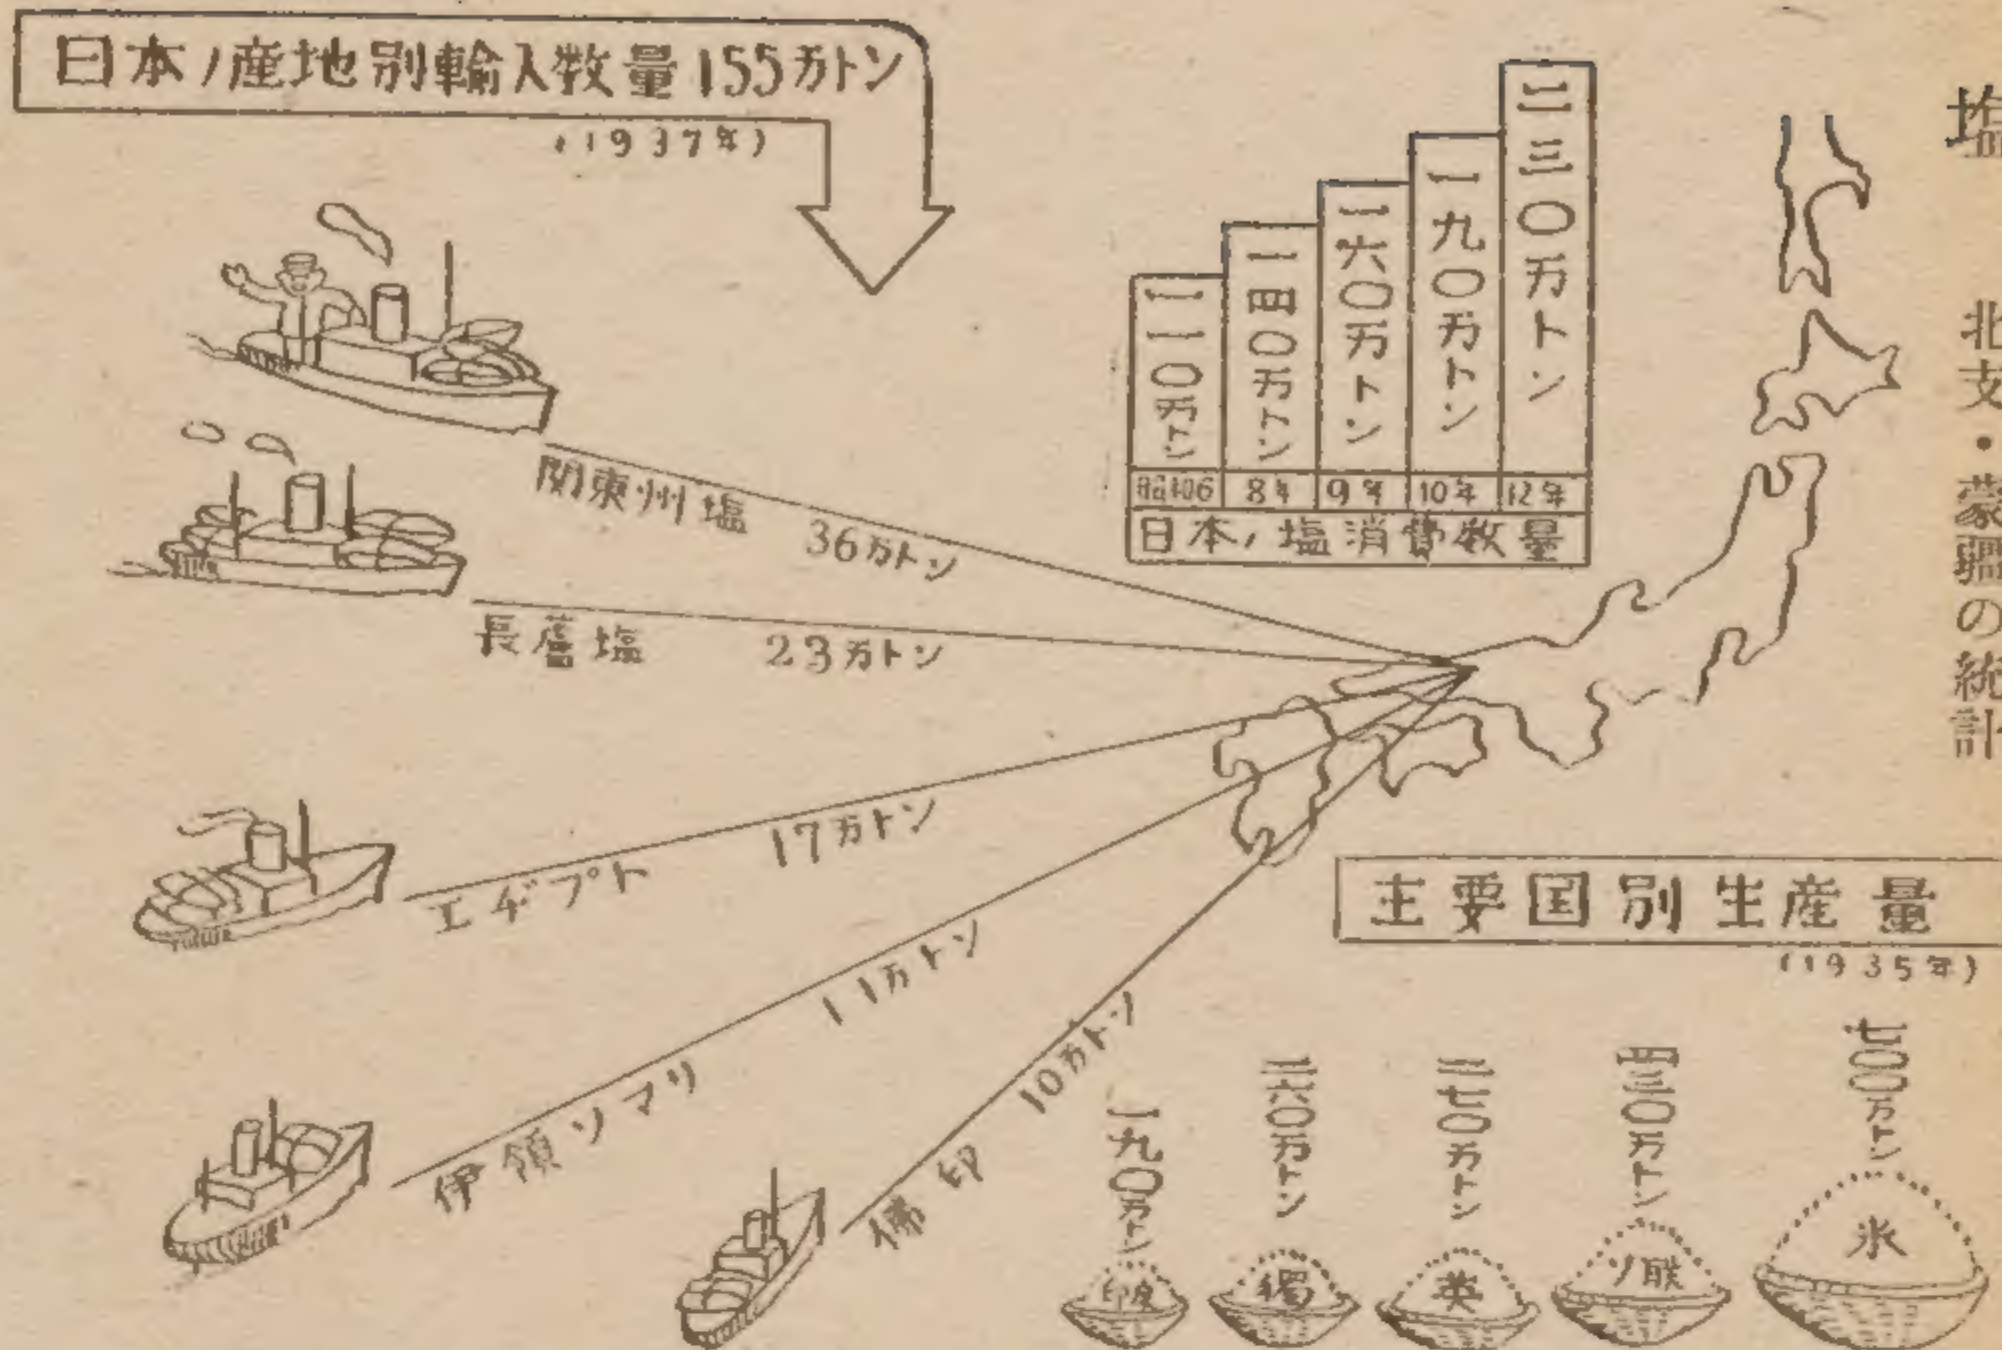 塩
北支・蒙疆の統計
日本ノ産地別輸入数量155万トン
(1937年)
関東州塩 36万トン
長蘆塩 23万トン
エヂプト 17万トン
伊領ソマリ 11万トン
佛印 10万トン
一一〇万トン
一四〇万トン
一六〇万トン
一九〇万トン
二三〇万トン
昭和6 8年 9年 10年 12年
日本ノ塩消費数量
主要国別生産量
(1935年)
七〇〇万トン
米
四三〇万トン
ソ联
二七〇万トン
英
二六〇万トン
独
一九〇万トン
印度